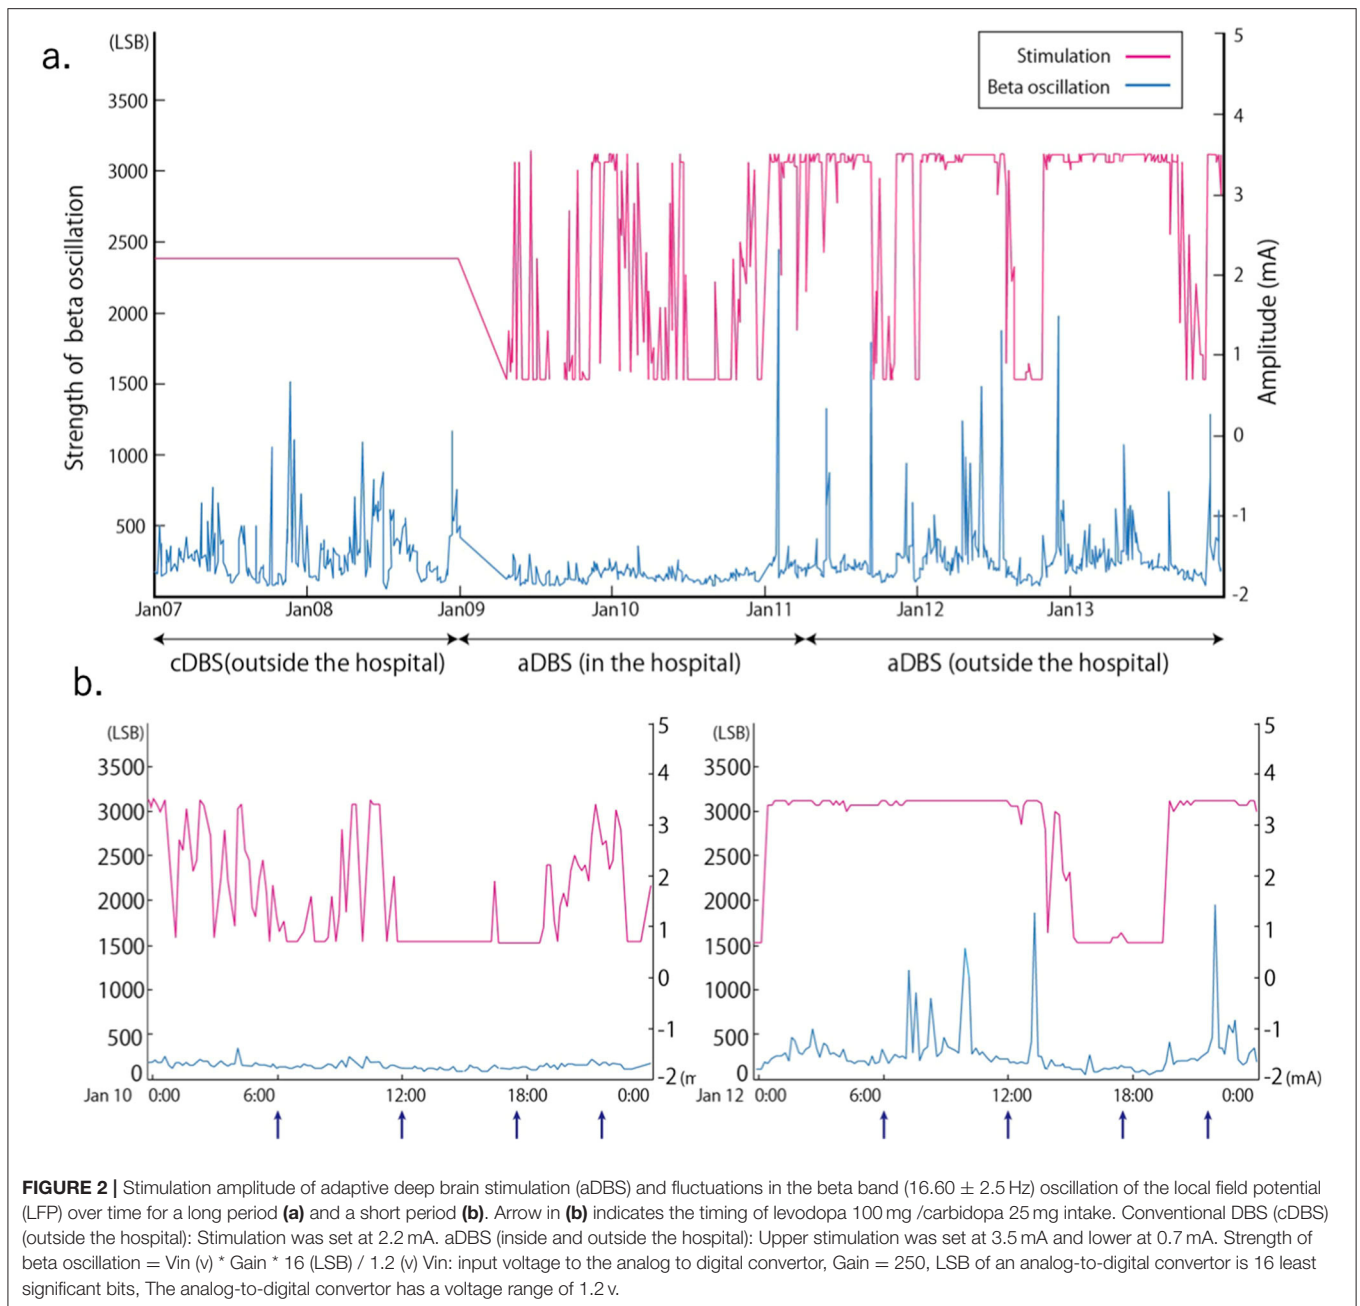 a.
(LSB)
3500
3000
2500
2000
1500
1000
500
Strength of beta oscillation
Stimulation
Beta oscillation
5
4
3
2
1
0
-1
-2
Amplitude (mA)
Jan07 Jan08 Jan09 Jan10 Jan11 Jan12 Jan13
cDBS(outside the hospital) aDBS (in the hospital) aDBS (outside the hospital)
b.
(LSB)
3500
3000
2500
2000
1500
1000
500
0
5
4
3
2
1
0
-1
-2 (m
Jan 10 0:00 6:00 12:00 18:00 0:00
(LSB)
3500
3000
2500
2000
1500
1000
500
0
5
4
3
2
1
0
-1
-2 (mA)
Jan 12 0:00 6:00 12:00 18:00 0:00
FIGURE 2 | Stimulation amplitude of adaptive deep brain stimulation (aDBS) and fluctuations in the beta band (16.60 ± 2.5 Hz) oscillation of the local field potential
(LFP) over time for a long period (a) and a short period (b). Arrow in (b) indicates the timing of levodopa 100 mg /carbidopa 25 mg intake. Conventional DBS (cDBS)
(outside the hospital): Stimulation was set at 2.2 mA. aDBS (inside and outside the hospital): Upper stimulation was set at 3.5 mA and lower at 0.7 mA. Strength of
beta oscillation = Vin (v) * Gain * 16 (LSB) / 1.2 (v) Vin: input voltage to the analog to digital convertor, Gain = 250, LSB of an analog-to-digital convertor is 16 least
significant bits, The analog-to-digital convertor has a voltage range of 1.2 v.